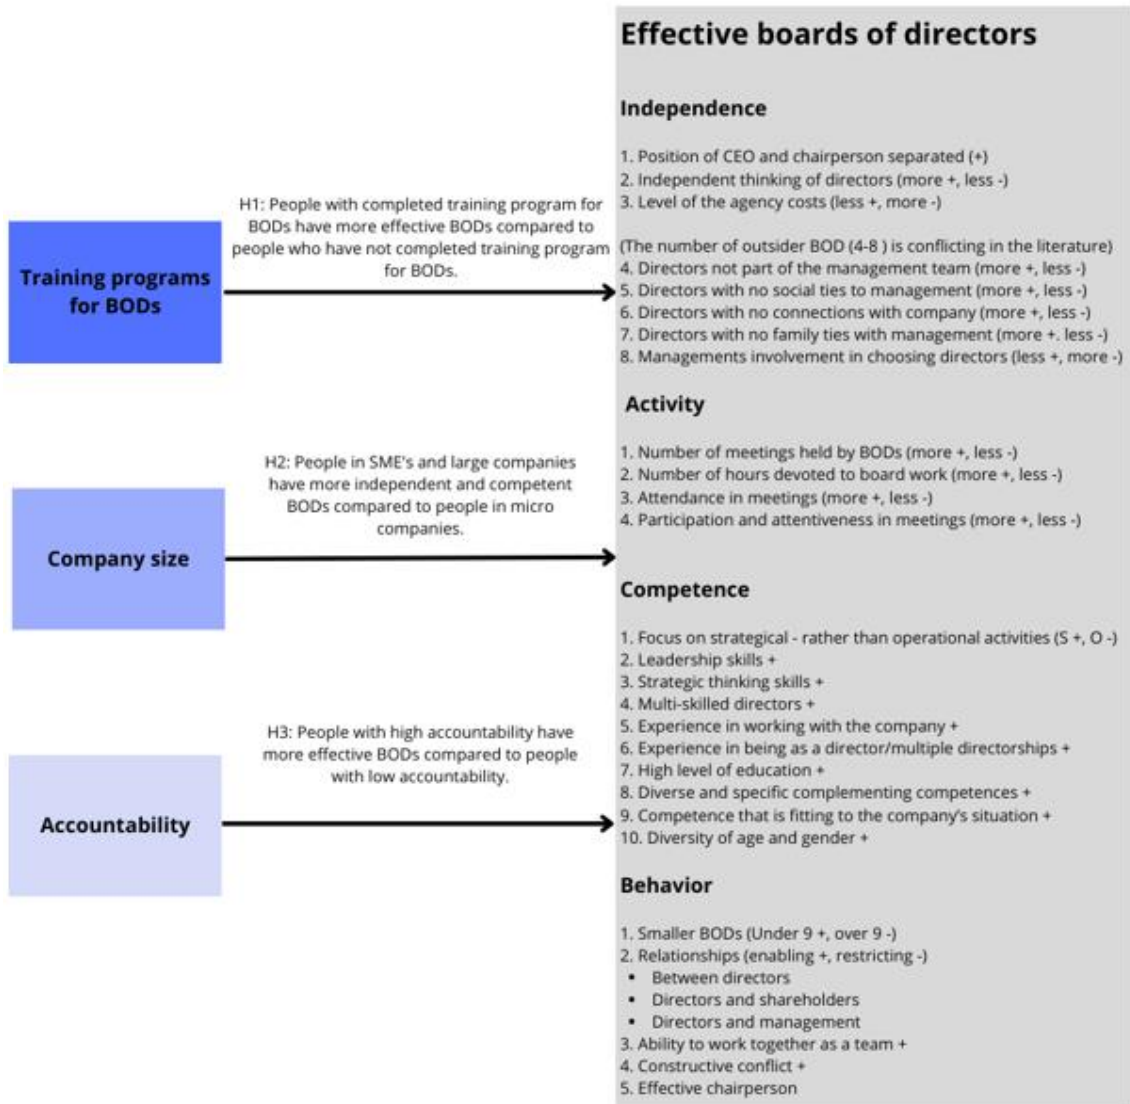 Effective boards of directors
Independence
1. Position of CEO and chairperson separated (+)
2. Independent thinking of directors (more +, less -)
3. Level of the agency costs (less +, more -)
(The number of outsider BOD (4-8 ) is conflicting in the literature)
4. Directors not part of the management team (more +, less -)
5. Directors with no social ties to management (more +, less -)
6. Directors with no connections with company (more +, less -)
7. Directors with no family ties with management (more +. less -)
8. Managements involvement in choosing directors (less +, more -)
Activity
1. Number of meetings held by BODs (more +, less -)
2. Number of hours devoted to board work (more +, less -)
3. Attendance in meetings (more +, less -)
4. Participation and attentiveness in meetings (more +, less -)
Competence
1. Focus on strategical - rather than operational activities (S +, O -)
2. Leadership skills +
3. Strategic thinking skills +
4. Multi-skilled directors +
5. Experience in working with the company +
6. Experience in being as a director/multiple directorships +
7. High level of education +
8. Diverse and specific complementing competences +
9. Competence that is fitting to the company's situation +
10. Diversity of age and gender +
Behavior
1. Smaller BODs (Under 9 +, over 9 -)
2. Relationships (enabling +, restricting -)
• Between directors
• Directors and shareholders
• Directors and management
3. Ability to work together as a team +
4. Constructive conflict +
5. Effective chairperson
Training programs
for BODs
H1: People with completed training program for
BODs have more effective BODs compared to
people who have not completed training program
for BODs.
Company size
H2: People in SME's and large companies
have more independent and competent
BODs compared to people in micro
companies.
Accountability
H3: People with high accountability have
more effective BODs compared to people
with low accountability.